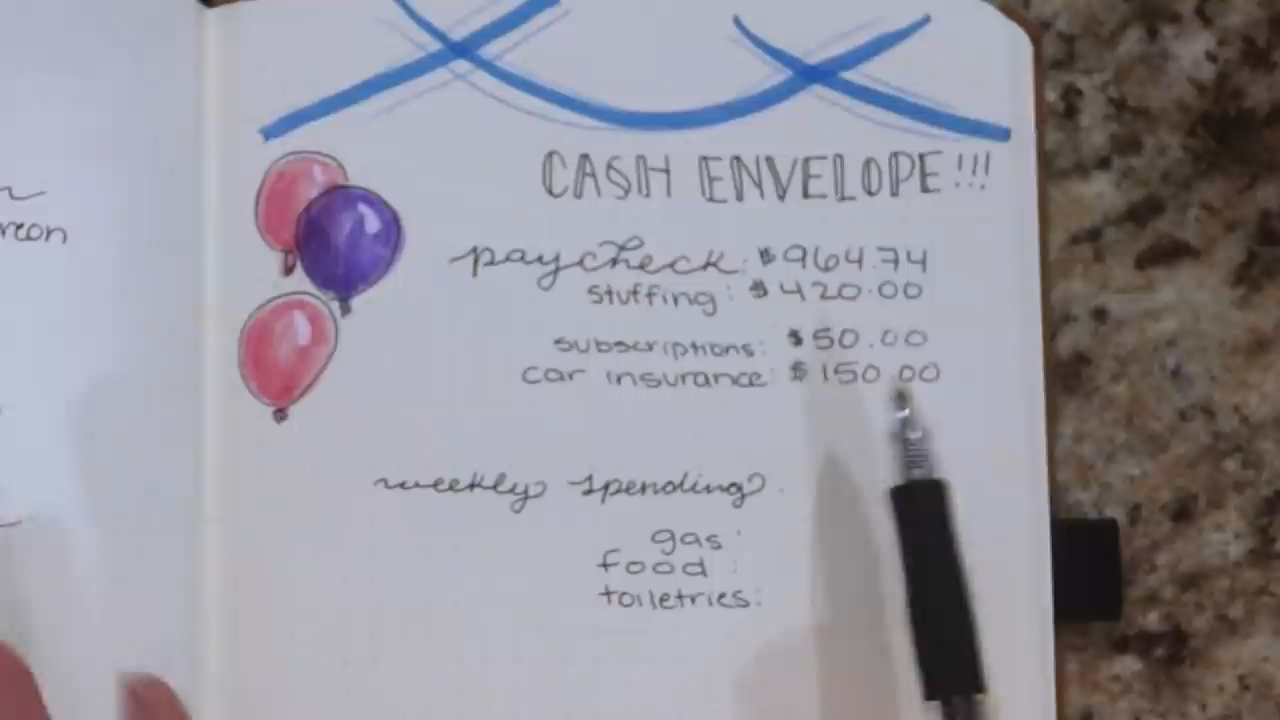 reon
CASH ENVELOPE!!!
paycheck: $964.74
stuffing: $420.00
subscriptions: $50.00
car insurance: $150.00
weekly spending
gas:
food :
toiletries: